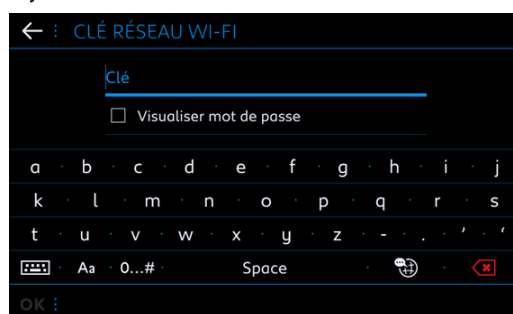 CLÉ RÉSEAU WI-FI
Clé
Visualiser mot de passe
a b c d e f g h i j
k l m n o p q r s
t u v w x y z - . ’ ‘
Aa 0...# Space
OK